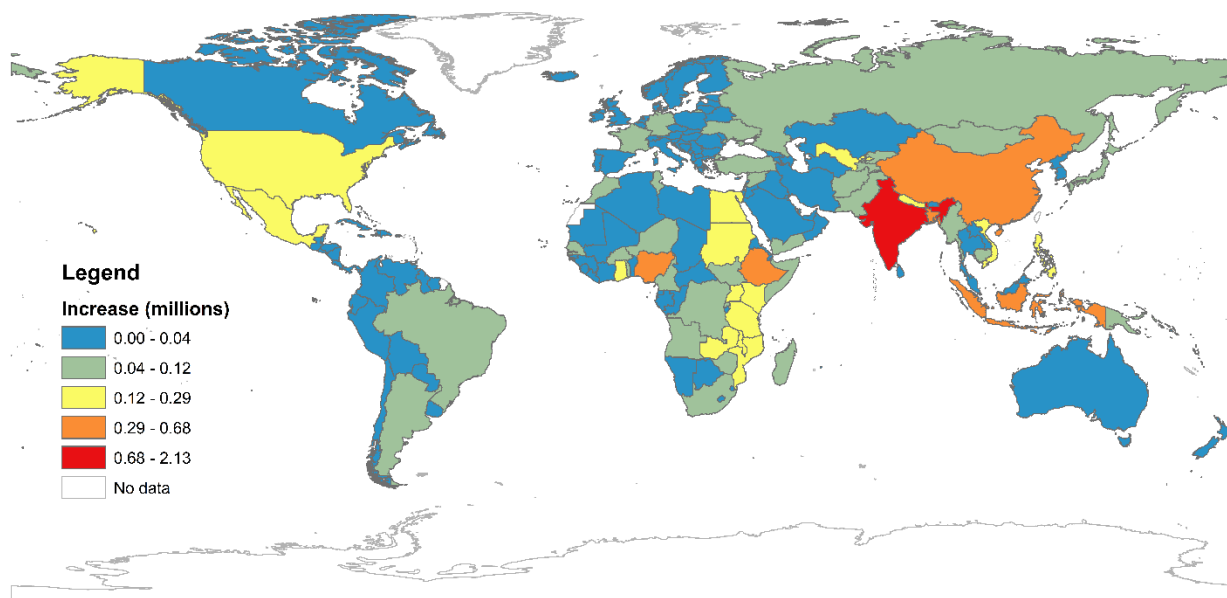 Legend
Increase (millions)
0.00 - 0.04
0.04 - 0.12
0.12 - 0.29
0.29 - 0.68
0.68 - 2.13
No data